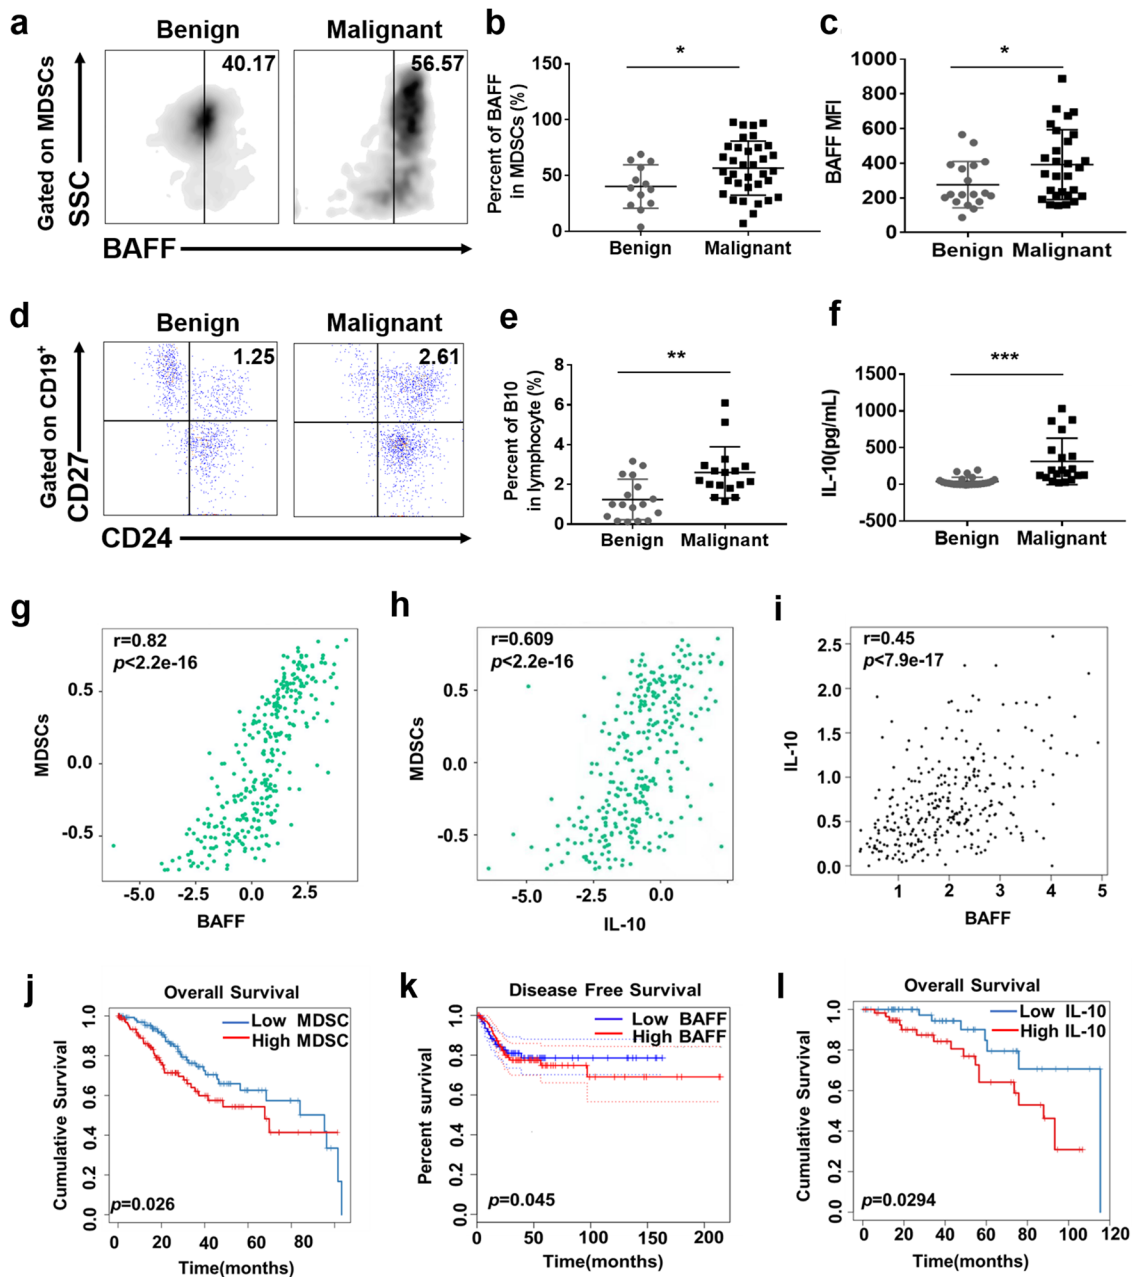 a
Benign
Malignant
Gated on MDSCs
SSC
40.17
56.57
BAFF
b
*
Percent of BAFF
in MDSCs (%)
150
100
50
0
Benign
Malignant
c
*
BAFF MFI
1000
800
600
400
200
0
Benign
Malignant
d
Benign
Malignant
Gated on CD19+
CD27
1.25
2.61
CD24
e
**
Percent of B10
in lymphocyte (%)
8
6
4
2
0
Benign
Malignant
f
***
IL-10(pg/mL)
1500
1000
500
0
-500
Benign
Malignant
g
r=0.82
p<2.2e-16
MDSCs
0.5
0.0
-0.5
-5.0
-2.5
0.0
2.5
BAFF
h
r=0.609
p<2.2e-16
MDSCs
0.5
0.0
-0.5
-5.0
-2.5
0.0
IL-10
i
r=0.45
p<7.9e-17
IL-10
2.5
2.0
1.5
1.0
0.5
0.0
1
2
3
4
5
BAFF
j
Overall Survival
Low MDSC
High MDSC
Cumulative Survival
1.0
0.8
0.6
0.4
0.2
0.0
p=0.026
0
20
40
60
80
Time(months)
k
Disease Free Survival
Low BAFF
High BAFF
Percent survival
1.0
0.8
0.6
0.4
0.2
0.0
p=0.045
0
50
100
150
200
Time(months)
l
Overall Survival
Low IL-10
High IL-10
Cumulative Survival
1.0
0.8
0.6
0.4
0.2
0.0
p=0.0294
0
20
40
60
80
100
120
Time(months)